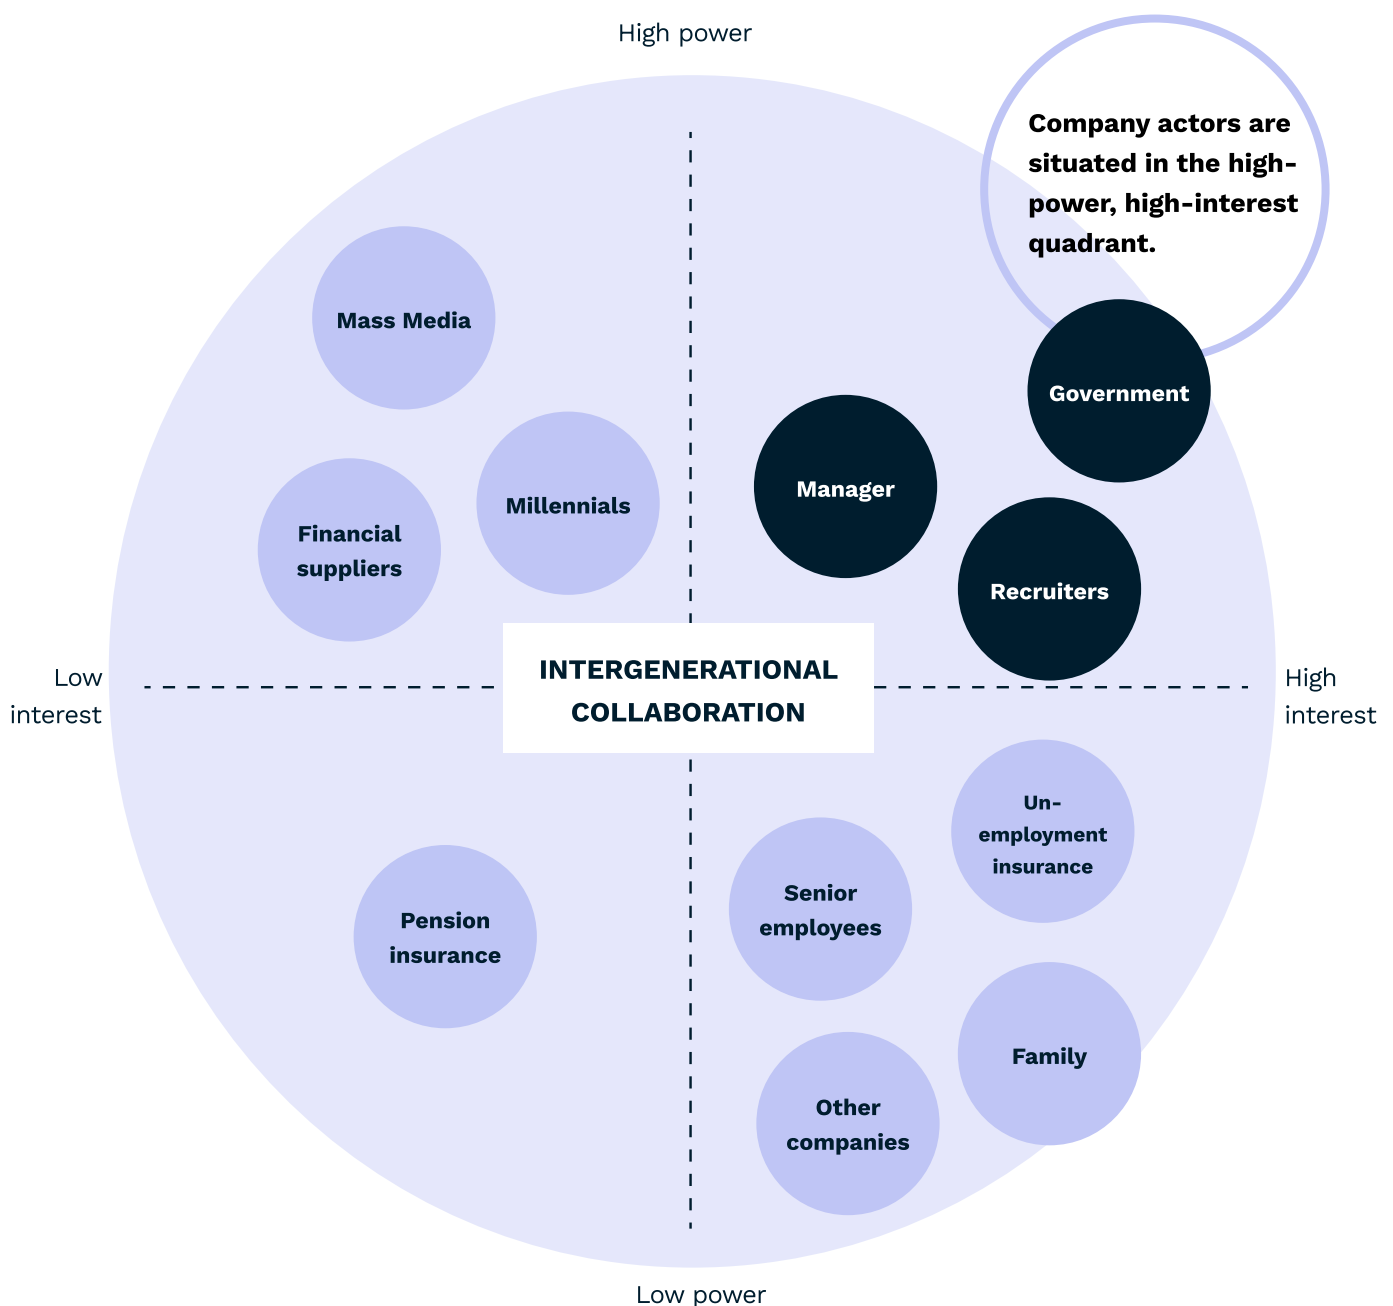 High power
Company actors are
situated in the high-
power, high-interest
quadrant.
Mass Media
Government
Manager
Millennials
Financial
suppliers
Recruiters
Low
interest
INTERGENERATIONAL
COLLABORATION
High
interest
Un-
employment
insurance
Senior
employees
Pension
insurance
Family
Other
companies
Low power